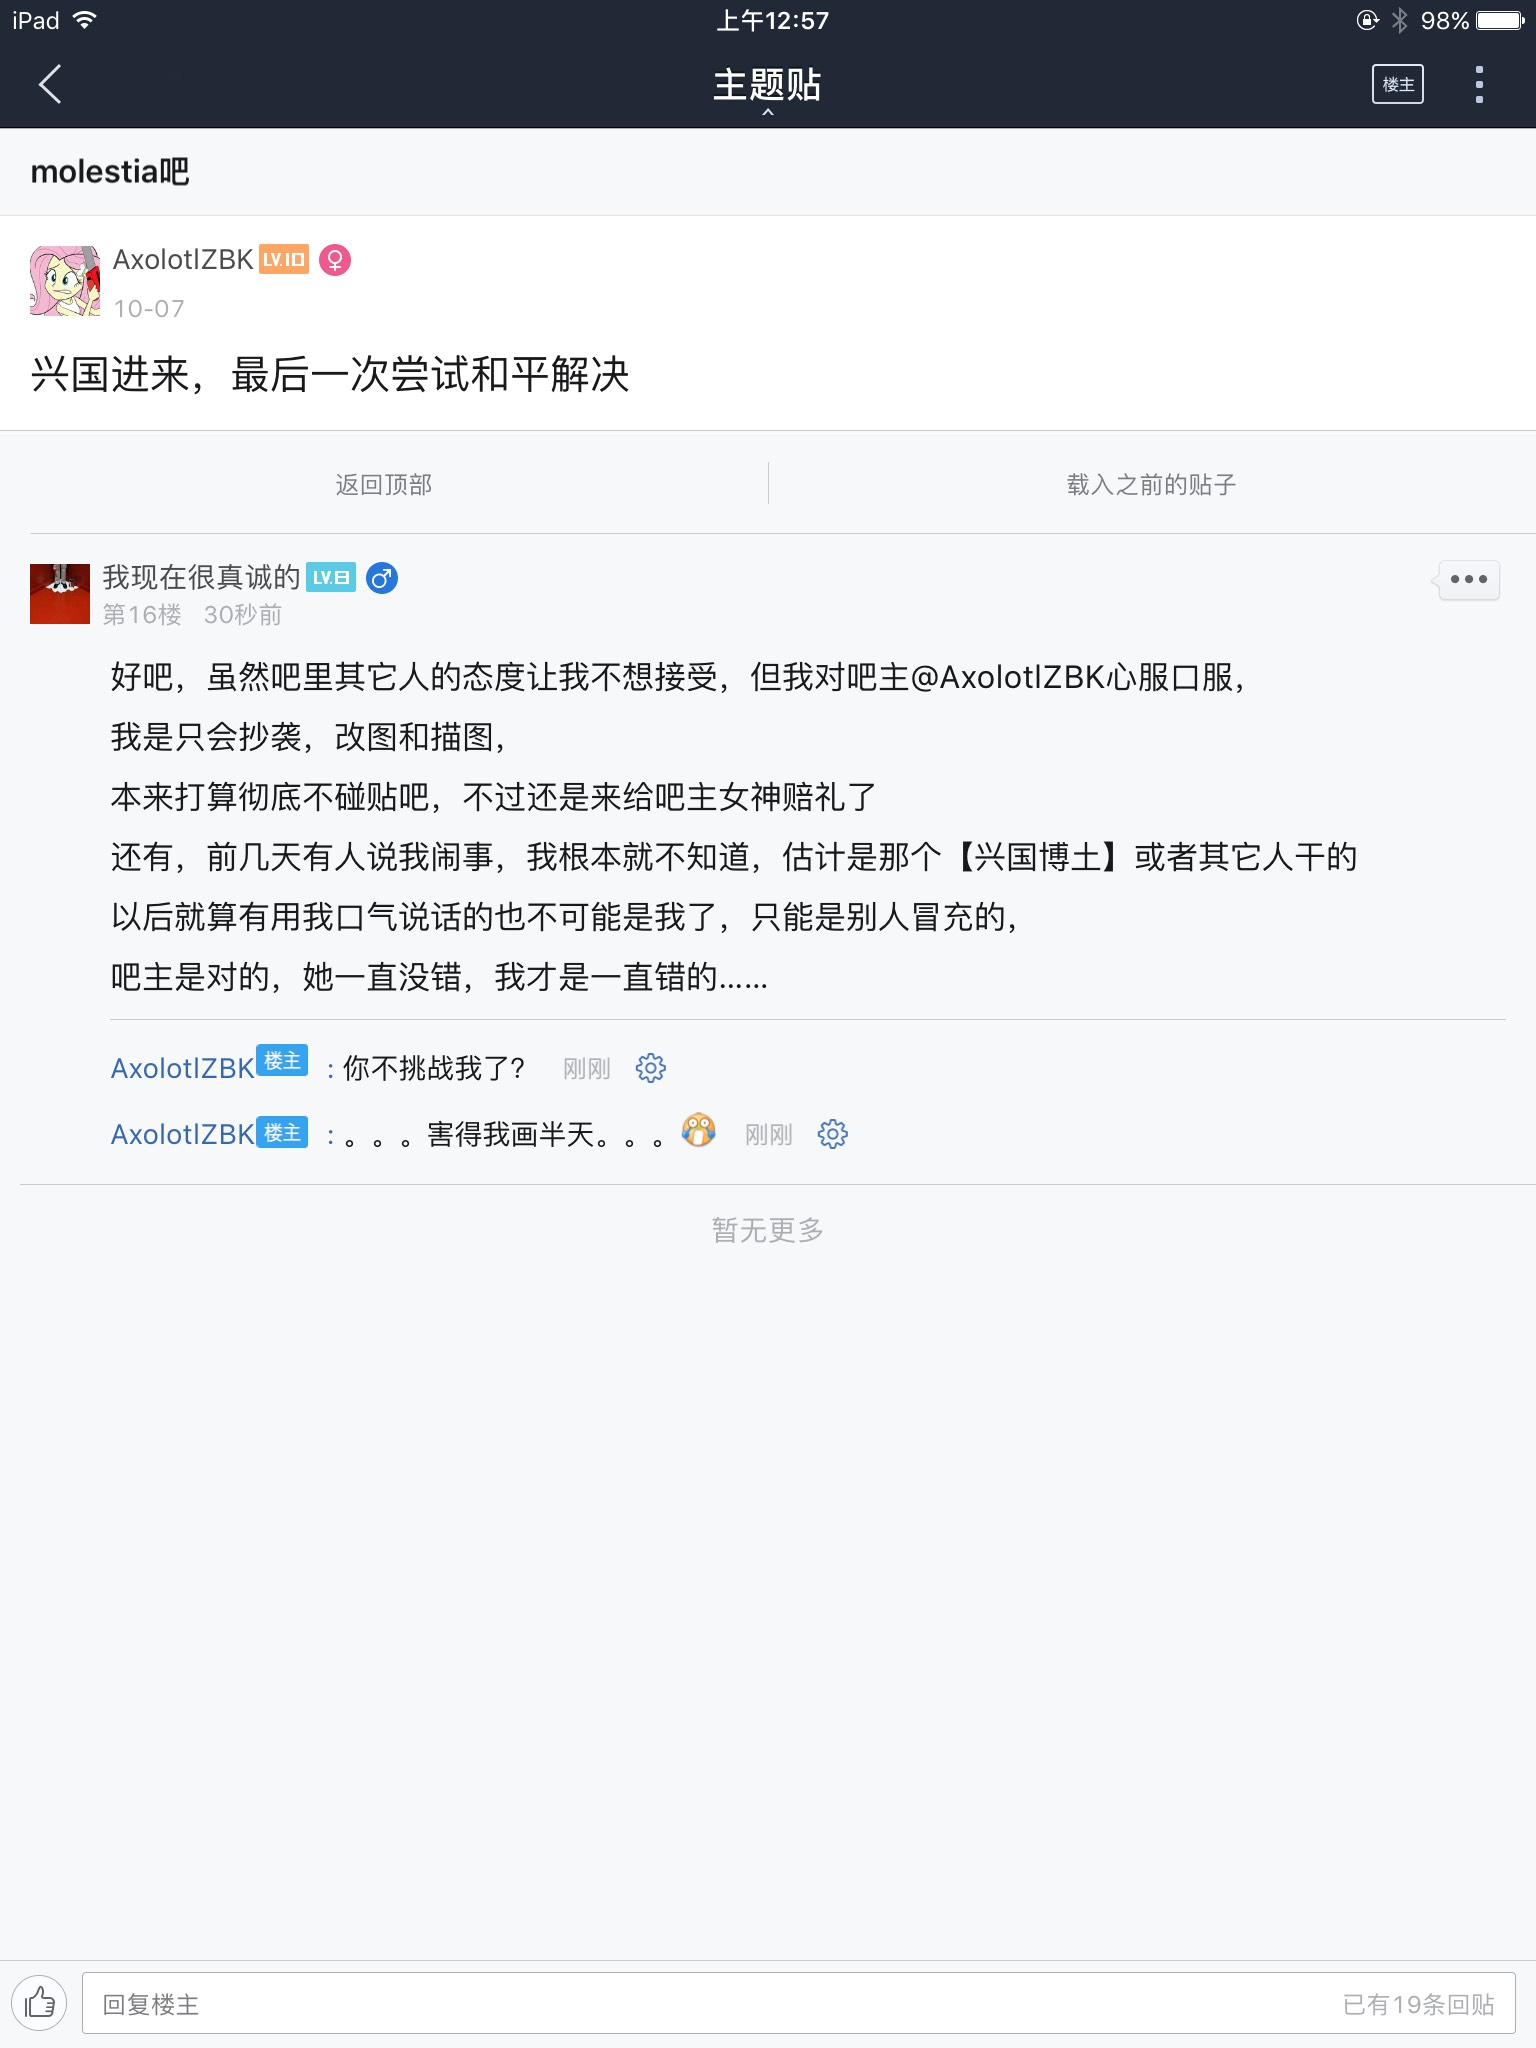 iPad
上午12:57
98%
主题贴
楼主
molestia吧
AxolotlZBK LV.10
10-07
兴国进来，最后一次尝试和平解决
返回顶部
载入之前的贴子
我现在很真诚的 LV.8
第16楼 30秒前
好吧，虽然吧里其它人的态度让我不想接受，但我对吧主@AxolotlZBK心服口服，
我是只会抄袭，改图和描图，
本来打算彻底不碰贴吧，不过还是来给吧主女神赔礼了
还有，前几天有人说我闹事，我根本就不知道，估计是那个【兴国博土】或者其它人干的
以后就算有用我口气说话的也不可能是我了，只能是别人冒充的，
吧主是对的，她一直没错，我才是一直错的……
AxolotlZBK 楼主 : 你不挑战我了? 刚刚
AxolotlZBK 楼主 : 。。。害得我画半天。。。 刚刚
暂无更多
回复楼主
已有19条回贴